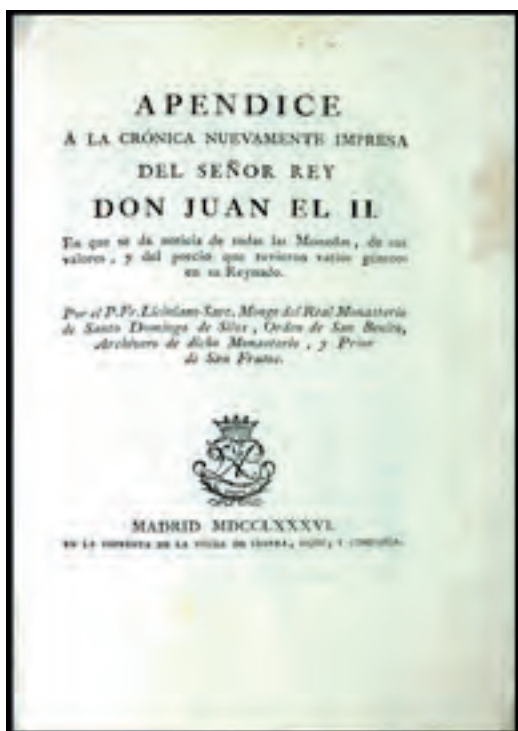 APENDICE
A LA CRÓNICA NUEVAMENTE IMPRESA
DEL SEÑOR REY
DON JUAN EL II.
En que se da noticia de todas las Monedas, de sus
valores, y del precio que tuvieron varios generos
en su Reynado.
Por el P. Fr. Liciniano Saez, Monge del Real Monasterio
de Santo Domingo de Silos, Orden de San Benito,
Archivero de dicho Monasterio, y Prior
de San Frutos.
MADRID MDCCLXXXVI.
EN LA IMPRENTA DE LA VIUDA DE IBARRA, HIJOS, Y COMPAÑIA.